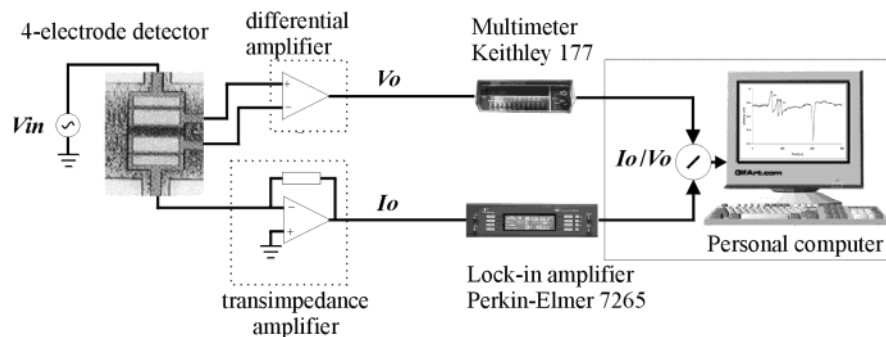 4-electrode detector
differential
amplifier
Multimeter
Keithley 177
Vin
+
−
Vo
Io/Vo
GifArt.com
−
+
Io
transimpedance
amplifier
Lock-in amplifier
Perkin-Elmer 7265
Personal computer